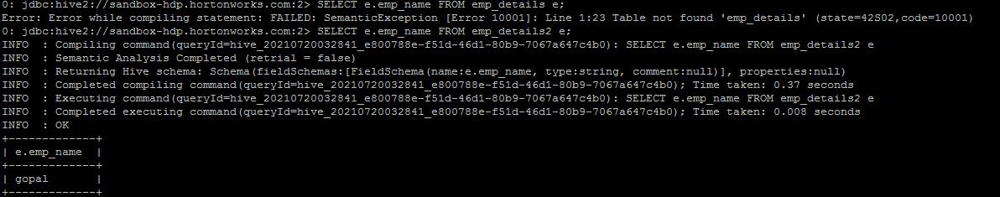 0: jdbc:hive2://sandbox-hdp.hortonworks.com:2> SELECT e.emp_name FROM emp_details e;
Error: Error while compiling statement: FAILED: SemanticException [Error 10001]: Line 1:23 Table not found 'emp_details' (state=42S02,code=10001)
0: jdbc:hive2://sandbox-hdp.hortonworks.com:2> SELECT e.emp_name FROM emp_details2 e;
INFO  : Compiling command(queryId=hive_20210720032841_e800788e-f51d-46d1-80b9-7067a647c4b0): SELECT e.emp_name FROM emp_details2 e
INFO  : Semantic Analysis Completed (retrial = false)
INFO  : Returning Hive schema: Schema(fieldSchemas:[FieldSchema(name:e.emp_name, type:string, comment:null)], properties:null)
INFO  : Completed compiling command(queryId=hive_20210720032841_e800788e-f51d-46d1-80b9-7067a647c4b0); Time taken: 0.37 seconds
INFO  : Executing command(queryId=hive_20210720032841_e800788e-f51d-46d1-80b9-7067a647c4b0): SELECT e.emp_name FROM emp_details2 e
INFO  : Completed executing command(queryId=hive_20210720032841_e800788e-f51d-46d1-80b9-7067a647c4b0); Time taken: 0.008 seconds
INFO  : OK
+-------------+
| e.emp_name  |
+-------------+
| gopal       |
+-------------+